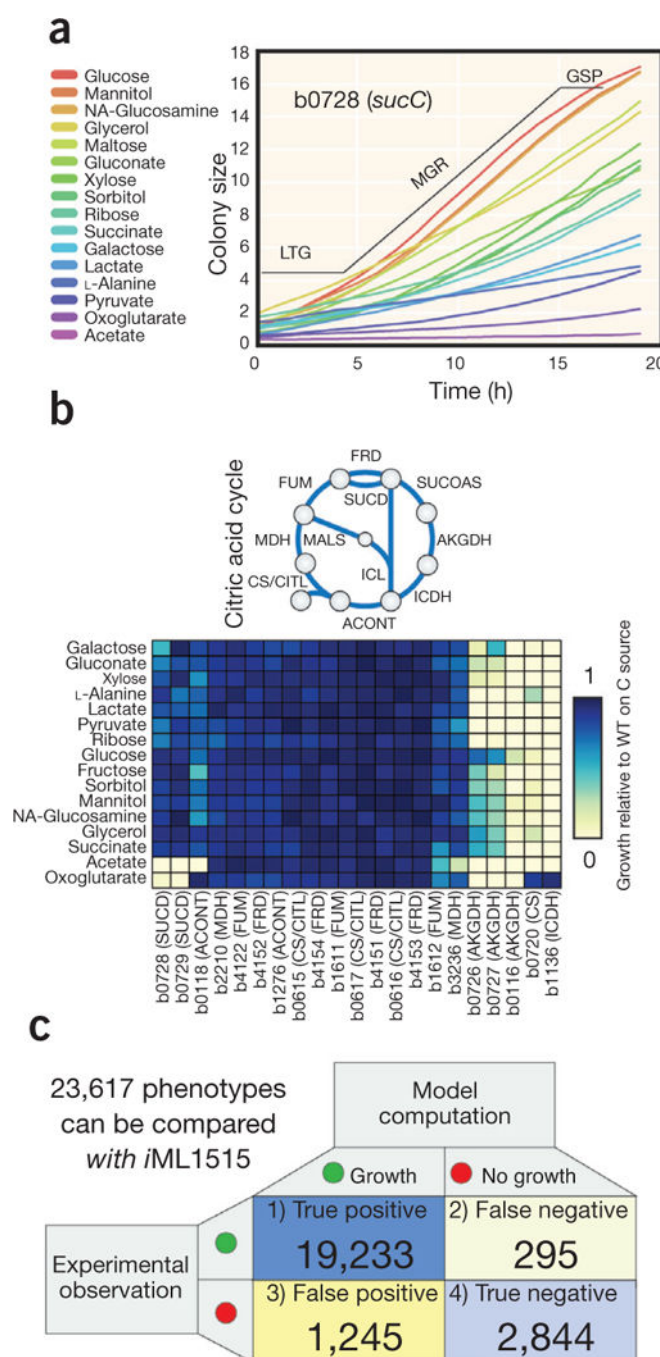 a
Glucose
Mannitol
NA-Glucosamine
Glycerol
Maltose
Gluconate
Xylose
Sorbitol
Ribose
Succinate
Galactose
Lactate
L-Alanine
Pyruvate
Oxoglutarate
Acetate
Colony size
18
16
14
12
10
8
6
4
2
0
b0728 (sucC)
LTG
MGR
GSP
0
5
10
15
20
Time (h)
b
Citric acid cycle
FRD
FUM
SUCOAS
SUCD
MDH
MALS
AKGDH
CS/CITL
ICL
ICDH
ACONT
Galactose
Gluconate
Xylose
L-Alanine
Lactate
Pyruvate
Ribose
Glucose
Fructose
Sorbitol
Mannitol
NA-Glucosamine
Glycerol
Succinate
Acetate
Oxoglutarate
1
0
Growth relative to WT on C source
b0728 (SUCD)
b0729 (SUCD)
b0118 (ACONT)
b2210 (MDH)
b4122 (FUM)
b4152 (FRD)
b1276 (ACONT)
b0615 (CS/CITL)
b4154 (FRD)
b1611 (FUM)
b0617 (CS/CITL)
b4151 (FRD)
b0616 (CS/CITL)
b4153 (FRD)
b1612 (FUM)
b3236 (MDH)
b0726 (AKGDH)
b0727 (AKGDH)
b0116 (AKGDH)
b0720 (CS)
b1136 (ICDH)
c
23,617 phenotypes
can be compared
with iML1515
Model
computation
Growth
No growth
Experimental
observation
1) True positive
19,233
2) False negative
295
3) False positive
1,245
4) True negative
2,844